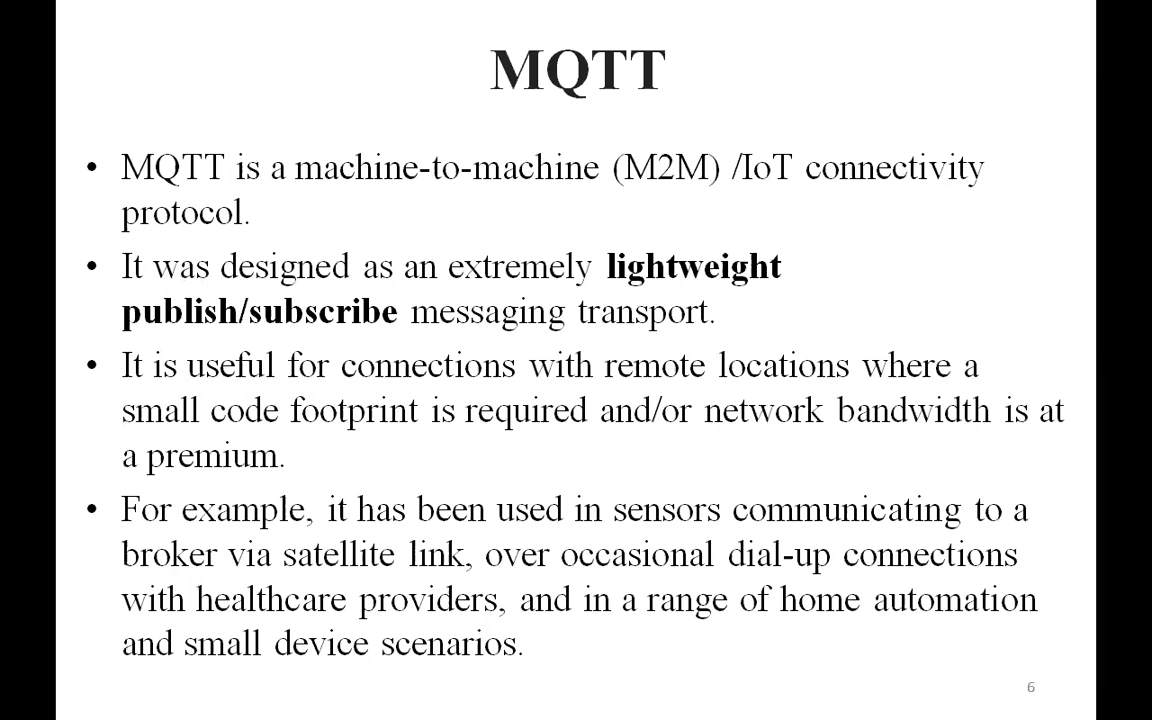 MQTT
• MQTT is a machine-to-machine (M2M) /IoT connectivity
protocol.
• It was designed as an extremely lightweight
publish/subscribe messaging transport.
• It is useful for connections with remote locations where a
small code footprint is required and/or network bandwidth is at
a premium.
• For example, it has been used in sensors communicating to a
broker via satellite link, over occasional dial-up connections
with healthcare providers, and in a range of home automation
and small device scenarios.
6